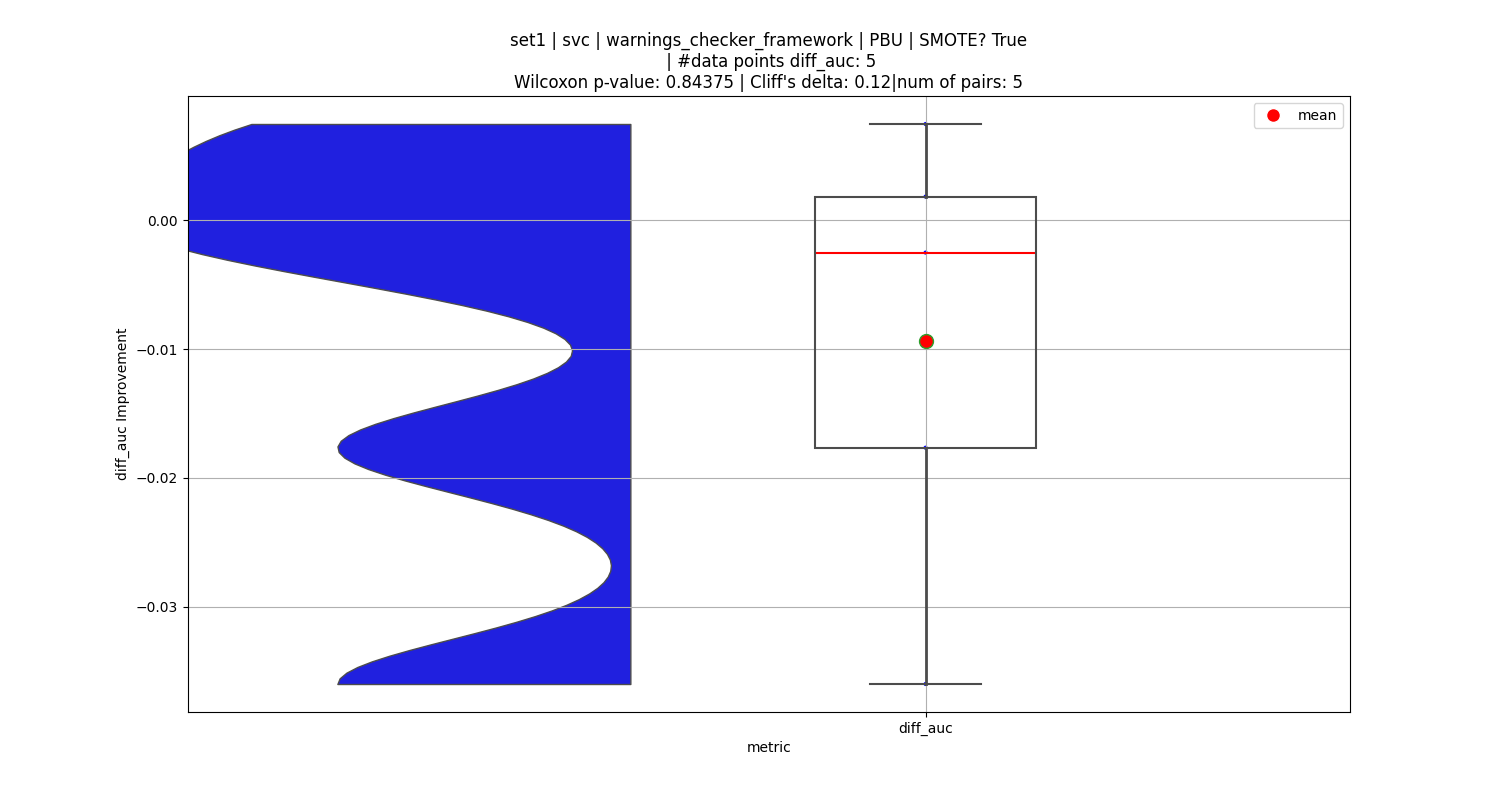 set1 | svc | warnings_checker_framework | PBU | SMOTE? True
| #data points diff_auc: 5
Wilcoxon p-value: 0.84375 | Cliff's delta: 0.12|num of pairs: 5
mean
0.00
−0.01
−0.02
−0.03
diff_auc Improvement
diff_auc
metric